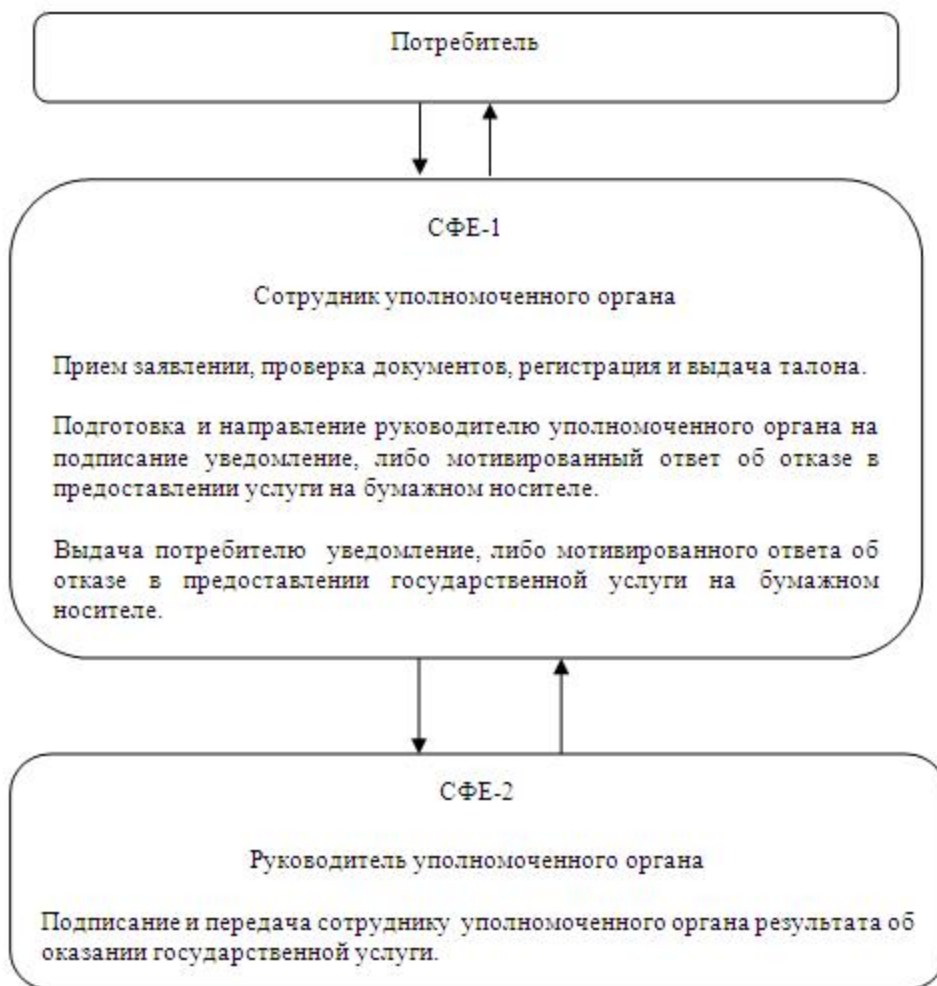 Потребитель
СФЕ-1
Сотрудник уполномоченного органа
Прием заявлении, проверка документов, регистрация и выдача талона.
Подготовка и направление руководителю уполномоченного органа на
подписание уведомление, либо мотивированный ответ об отказе в
предоставлении услуги на бумажном носителе.
Выдача потребителю уведомление, либо мотивированного ответа об
отказе в предоставлении государственной услуги на бумажном
носителе.
СФЕ-2
Руководитель уполномоченного органа
Подписание и передача сотруднику уполномоченного органа результата об
оказании государственной услуги.